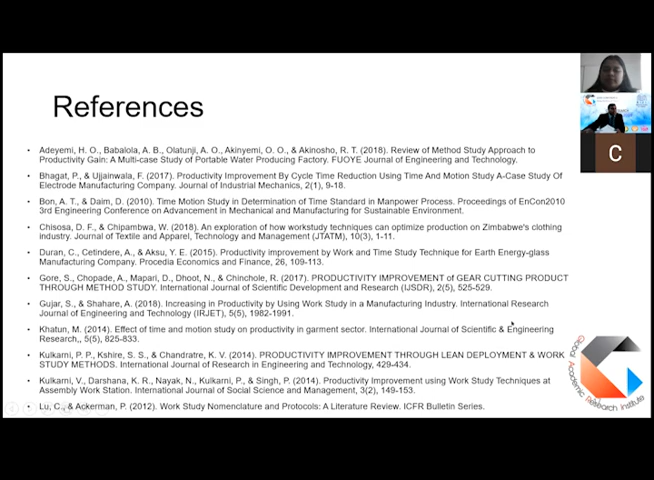 References
• Adeyemi, H. O., Babalola, A. B., Olatunji, A. O., Akinyemi, O. O., & Akinosho, R. T. (2018). Review of Method Study Approach to
Productivity Gain: A Multi-case Study of Portable Water Producing Factory. FUOYE Journal of Engineering and Technology.
• Bhagat, P., & Ujjainwala, F. (2017). Productivity Improvement By Cycle Time Reduction Using Time And Motion Study A-Case Study Of
Electrode Manufacturing Company. Journal of Industrial Mechanics, 2(1), 9-18.
• Bon, A. T., & Daim, D. (2010). Time Motion Study in Determination of Time Standard in Manpower Process. Proceedings of EnCon2010
3rd Engineering Conference on Advancement in Mechanical and Manufacturing for Sustainable Environment.
• Chisosa, D. F., & Chipambwa, W. (2018). An exploration of how workstudy techniques can optimize production on Zimbabwe's clothing
industry. Journal of Textile and Apparel, Technology and Management (JTATM), 10(3), 1-11.
• Duran, C., Cetindere, A., & Aksu, Y. E. (2015). Productivity improvement by Work and Time Study Technique for Earth Energy-glass
Manufacturing Company. Procedia Economics and Finance, 26, 109-113.
• Gore, S., Chopade, A., Mapari, D., Dhoot, N., & Chinchole, R. (2017). PRODUCTIVITY IMPROVEMENT of GEAR CUTTING PRODUCT
THROUGH METHOD STUDY. International Journal of Scientific Development and Research (IJSDR), 2(5), 525-529.
• Gujar, S., & Shahare, A. (2018). Increasing in Productivity by Using Work Study in a Manufacturing Industry. International Research
Journal of Engineering and Technology (IRJET), 5(5), 1982-1991.
• Khatun, M. (2014). Effect of time and motion study on productivity in garment sector. International Journal of Scientific & Engineering
Research,, 5(5), 825-833.
• Kulkarni, P. P., Kshire, S. S., & Chandratre, K. V. (2014). PRODUCTIVITY IMPROVEMENT THROUGH LEAN DEPLOYMENT & WORK
STUDY METHODS. International Journal of Research in Engineering and Technology, 429-434.
• Kulkarni, V., Darshana, K. R., Nayak, N., Kulkarni, P., & Singh, P. (2014). Productivity Improvement using Work Study Techniques at
Assembly Work Station. International Journal of Social Science and Management, 3(2), 149-153.
• Lu, C., & Ackerman, P. (2012). Work Study Nomenclature and Protocols: A Literature Review. ICFR Bulletin Series.
C
Global Academic Research Institute